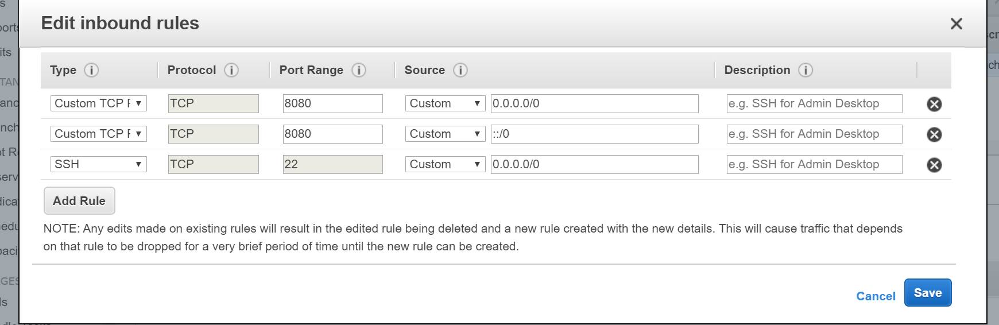 Edit inbound rules
Type Protocol Port Range Source Description
Custom TCP TCP 8080 Custom 0.0.0.0/0 e.g. SSH for Admin Desktop
Custom TCP TCP 8080 Custom ::/0 e.g. SSH for Admin Desktop
SSH TCP 22 Custom 0.0.0.0/0 e.g. SSH for Admin Desktop
Add Rule
NOTE: Any edits made on existing rules will result in the edited rule being deleted and a new rule created with the new details. This will cause traffic that depends
on that rule to be dropped for a very brief period of time until the new rule can be created.
Cancel Save